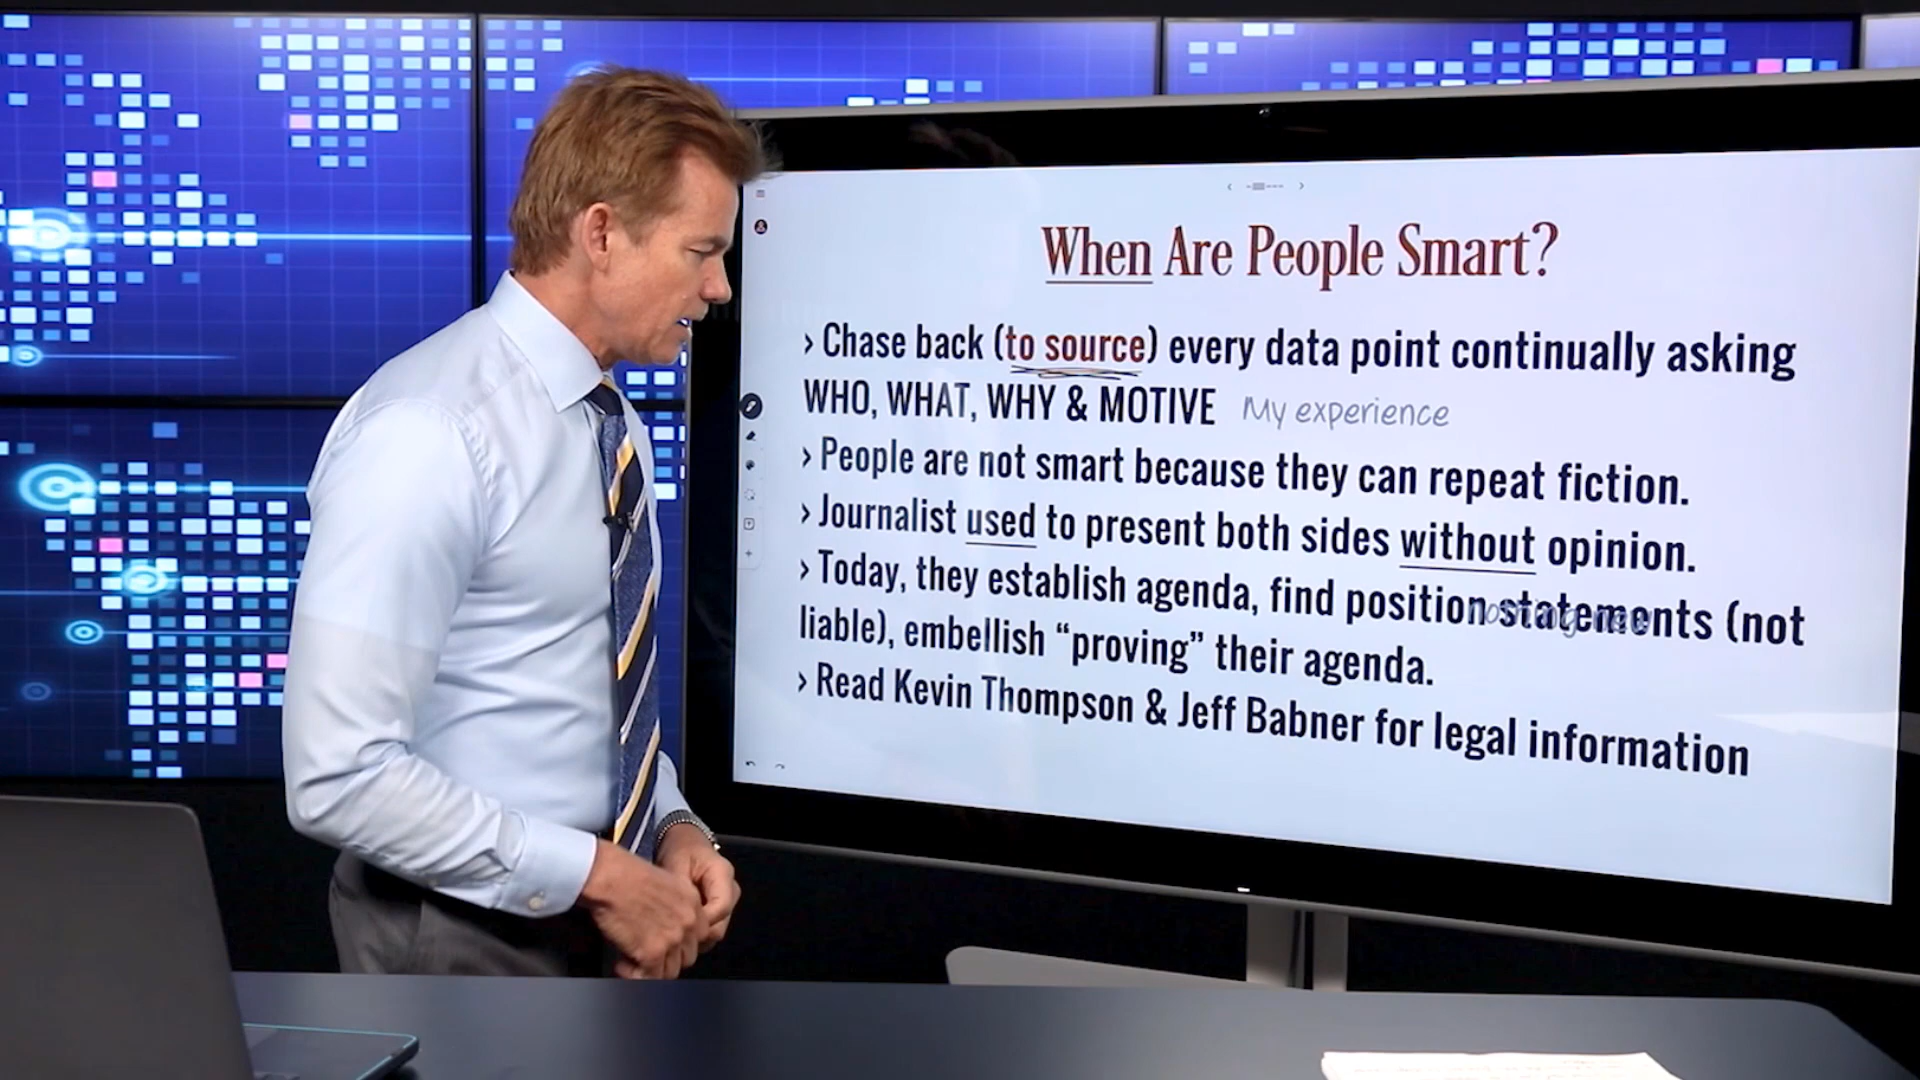 When Are People Smart?
› Chase back (to source) every data point continually asking
WHO, WHAT, WHY & MOTIVE My experience
› People are not smart because they can repeat fiction.
› Journalist used to present both sides without opinion.
› Today, they establish agenda, find position statements (not
nothing new
liable), embellish “proving” their agenda.
› Read Kevin Thompson & Jeff Babner for legal information